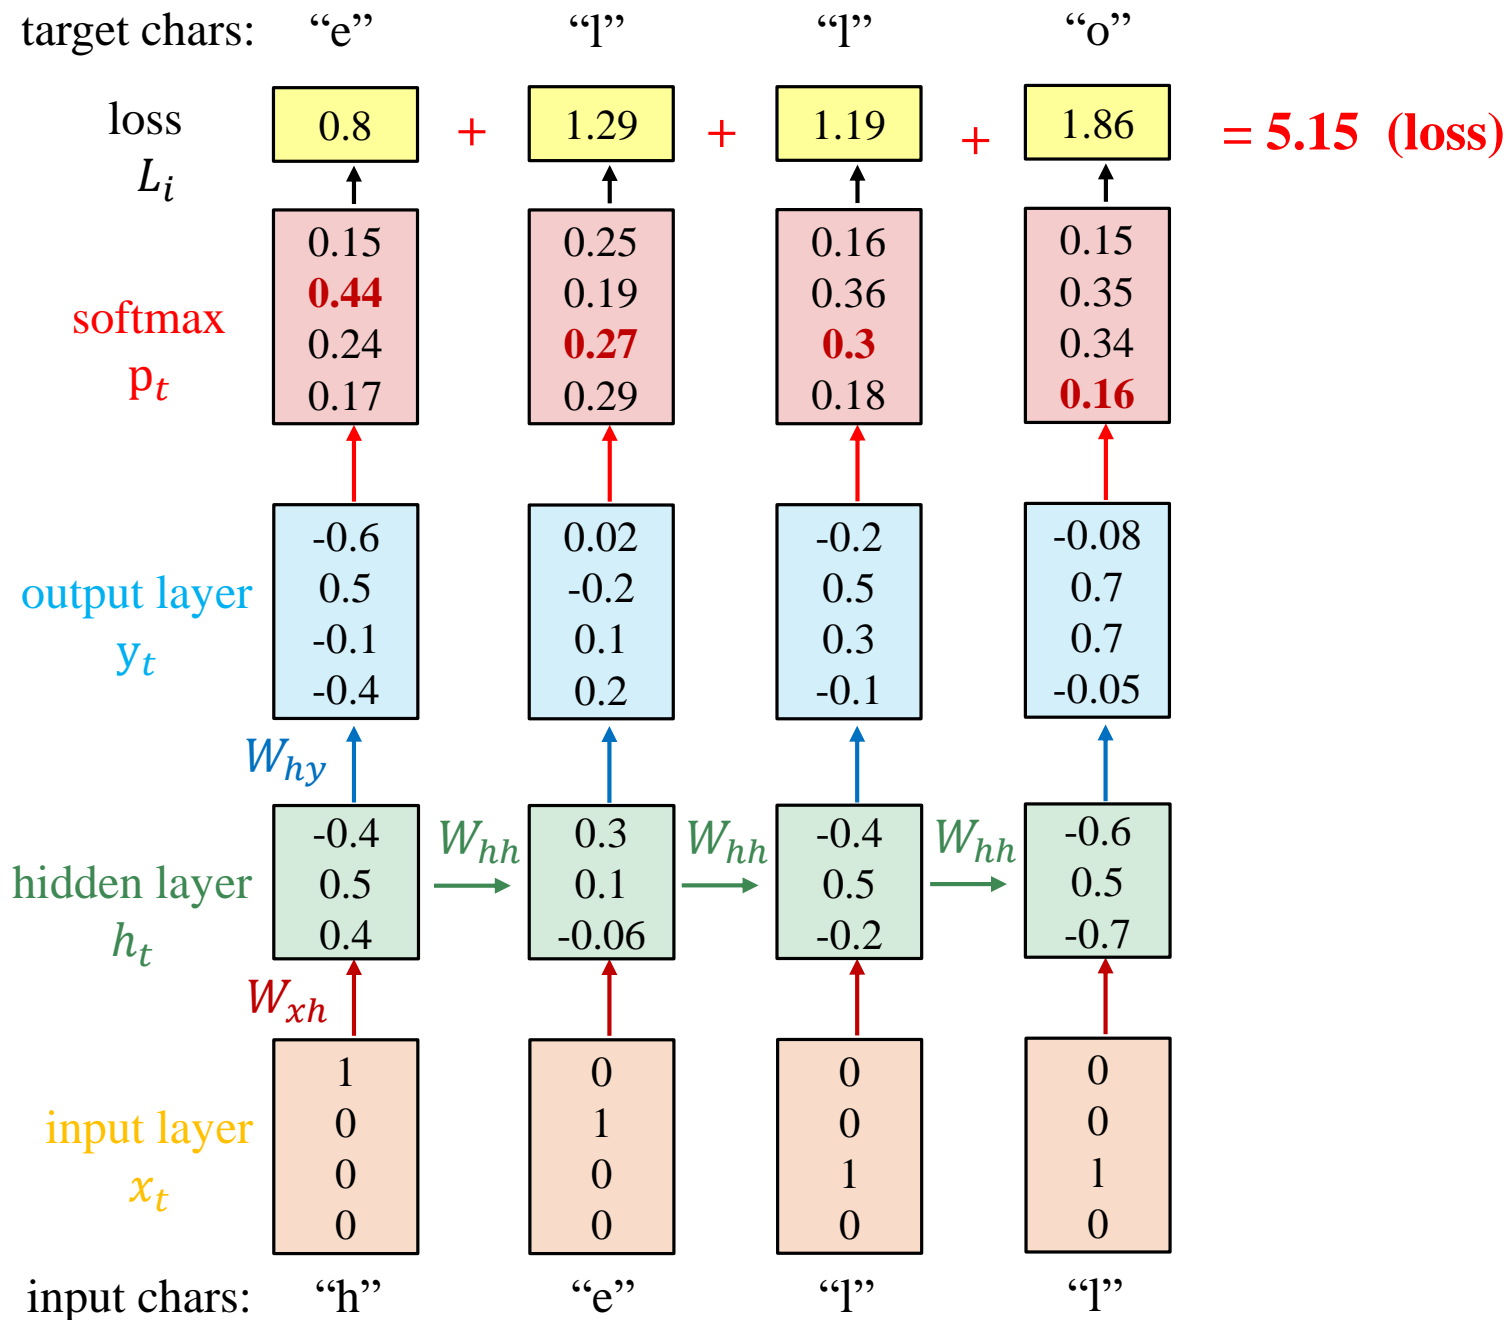 target chars: “e” “l” “l” “o”
loss 0.8 + 1.29 + 1.19 + 1.86 = 5.15 (loss)
L_i
0.15 0.25 0.16 0.15
0.44 0.19 0.36 0.35
softmax 0.24 0.27 0.3 0.34
p_t 0.17 0.29 0.18 0.16
-0.6 0.02 -0.2 -0.08
output layer 0.5 -0.2 0.5 0.7
y_t -0.1 0.1 0.3 0.7
-0.4 0.2 -0.1 -0.05
W_hy
-0.4 W_hh 0.3 W_hh -0.4 W_hh -0.6
hidden layer 0.5 0.1 0.5 0.5
h_t 0.4 -0.06 -0.2 -0.7
W_xh
1 0 0 0
input layer 0 1 0 0
x_t 0 0 1 1
0 0 0 0
input chars: “h” “e” “l” “l”